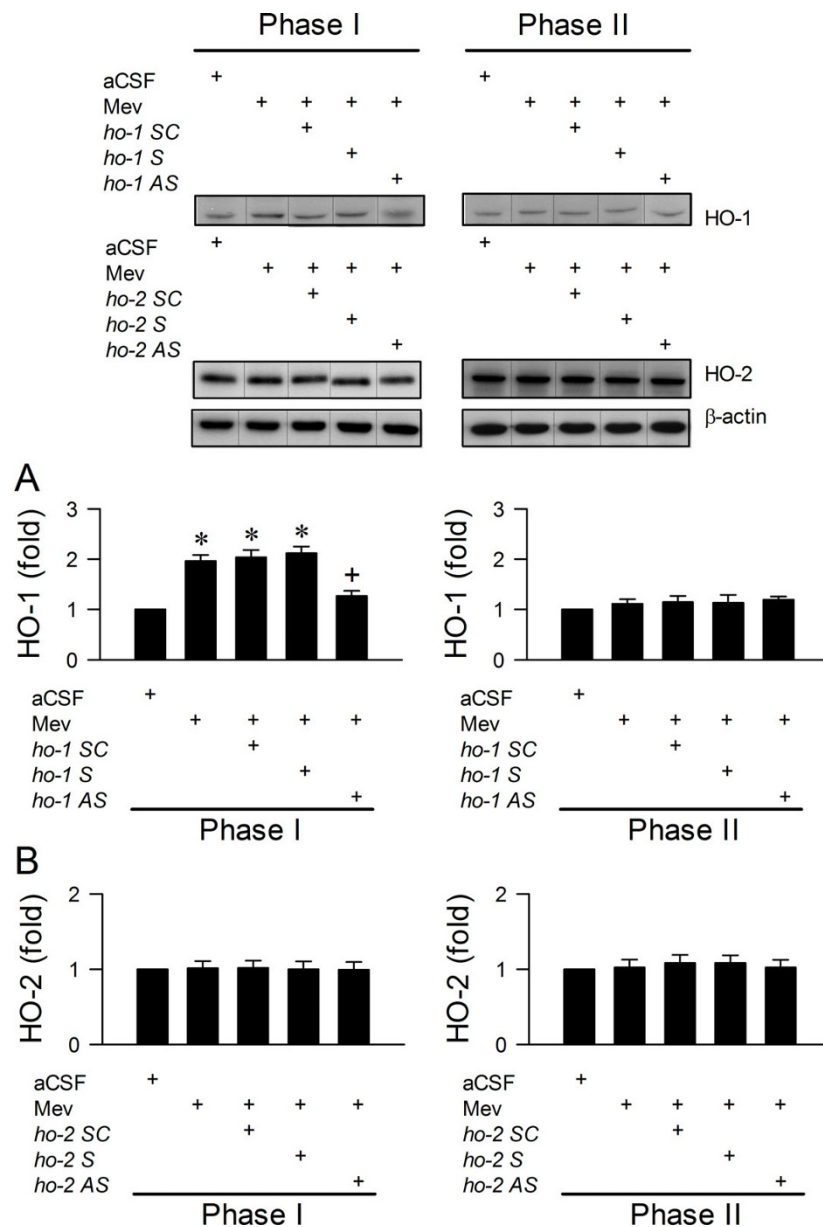 Phase I Phase II
aCSF + +
Mev + + + + + + + +
ho-1 SC + +
ho-1 S + +
ho-1 AS + +
HO-1
aCSF + +
Mev + + + + + + + +
ho-2 SC + +
ho-2 S + +
ho-2 AS + +
HO-2
β-actin
A
HO-1 (fold)
3
2
1
0
* * * +
aCSF +
Mev + + + +
ho-1 SC +
ho-1 S +
ho-1 AS +
Phase I
HO-1 (fold)
3
2
1
0
aCSF +
Mev + + + +
ho-1 SC +
ho-1 S +
ho-1 AS +
Phase II
B
HO-2 (fold)
2
1
0
aCSF +
Mev + + + +
ho-2 SC +
ho-2 S +
ho-2 AS +
Phase I
HO-2 (fold)
2
1
0
aCSF +
Mev + + + +
ho-2 SC +
ho-2 S +
ho-2 AS +
Phase II